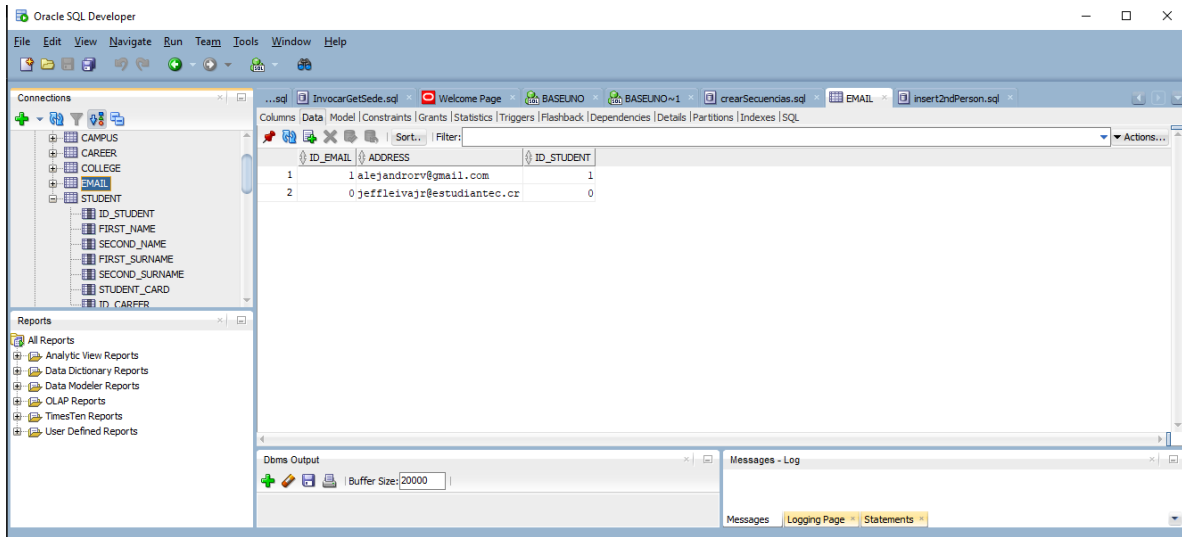 Oracle SQL Developer
File Edit View Navigate Run Team Tools Window Help
Connections
...sql InvocarGetSede.sql Welcome Page BASEUNO BASEUNO~1 crearSecuencias.sql EMAIL insert2ndPerson.sql
Columns Data Model Constraints Grants Statistics Triggers Flashback Dependencies Details Partitions Indexes SQL
Sort.. Filter: Actions...
CAMPUS
CAREER
COLLEGE
EMAIL
STUDENT
ID_STUDENT
FIRST_NAME
SECOND_NAME
FIRST_SURNAME
SECOND_SURNAME
STUDENT_CARD
ID_CAREER
ID_EMAIL ADDRESS ID_STUDENT
1 1 alejandrorv@gmail.com 1
2 0 jeffleivajr@estudiantec.cr 0
Reports
All Reports
Analytic View Reports
Data Dictionary Reports
Data Modeler Reports
OLAP Reports
TimesTen Reports
User Defined Reports
Dbms Output
Buffer Size: 20000
Messages - Log
Messages Logging Page Statements